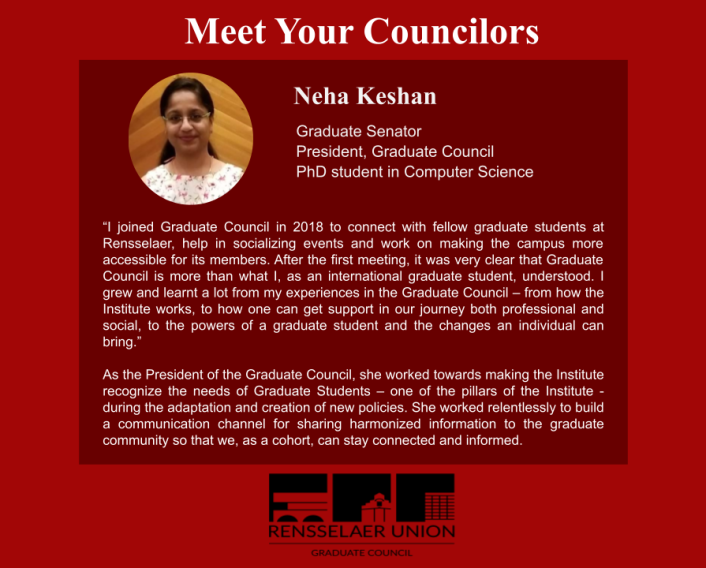 Meet Your Councilors
Neha Keshan
Graduate Senator
President, Graduate Council
PhD student in Computer Science
“I joined Graduate Council in 2018 to connect with fellow graduate students at
Rensselaer, help in socializing events and work on making the campus more
accessible for its members. After the first meeting, it was very clear that Graduate
Council is more than what I, as an international graduate student, understood. I
grew and learnt a lot from my experiences in the Graduate Council – from how the
Institute works, to how one can get support in our journey both professional and
social, to the powers of a graduate student and the changes an individual can
bring.”
As the President of the Graduate Council, she worked towards making the Institute
recognize the needs of Graduate Students – one of the pillars of the Institute -
during the adaptation and creation of new policies. She worked relentlessly to build
a communication channel for sharing harmonized information to the graduate
community so that we, as a cohort, can stay connected and informed.
RENSSELAER UNION
GRADUATE COUNCIL